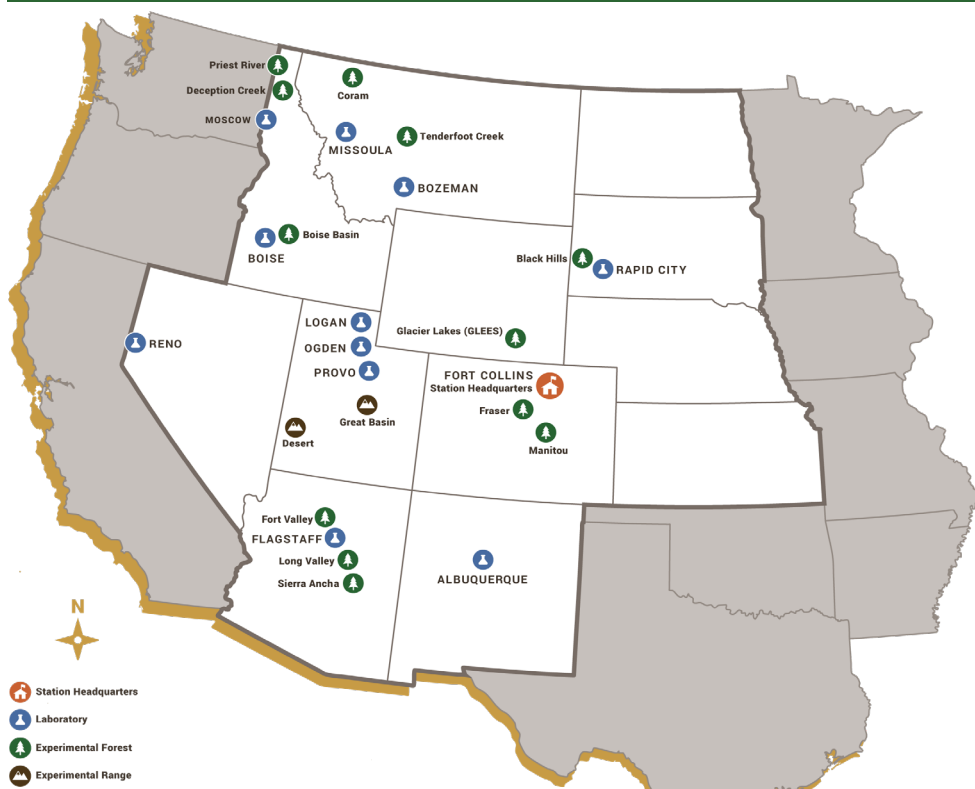 Priest River
Deception Creek
MOSCOW
Coram
MISSOULA
Tenderfoot Creek
BOZEMAN
Boise Basin
BOISE
Black Hills
RAPID CITY
RENO
LOGAN
OGDEN
PROVO
Glacier Lakes (GLEES)
FORT COLLINS
Station Headquarters
Fraser
Manitou
Great Basin
Desert
Fort Valley
FLAGSTAFF
Long Valley
Sierra Ancha
ALBUQUERQUE
N
Station Headquarters
Laboratory
Experimental Forest
Experimental Range